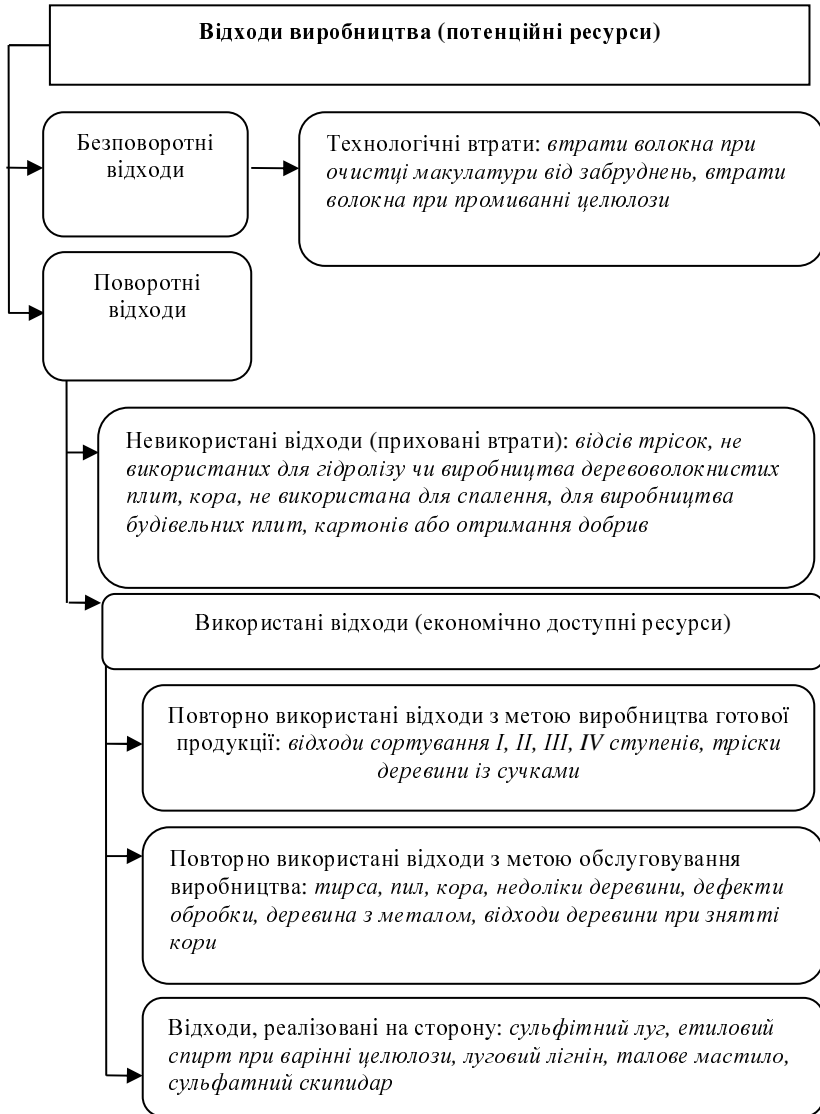 Відходи виробництва (потенційні ресурси)
Безповоротні
відходи
Технологічні втрати: втрати волокна при
очистці макулатури від забруднень, втрати
волокна при промиванні целюлози
Поворотні
відходи
Невикористані відходи (приховані втрати): відсів трісок, не
використаних для гідролізу чи виробництва деревоволокнистих
плит, кора, не використана для спалення, для виробництва
будівельних плит, картонів або отримання добрив
Використані відходи (економічно доступні ресурси)
Повторно використані відходи з метою виробництва готової
продукції: відходи сортування I, II, III, IV ступенів, тріски
деревини із сучками
Повторно використані відходи з метою обслуговування
виробництва: тирса, пил, кора, недоліки деревини, дефекти
обробки, деревина з металом, відходи деревини при знятті
кори
Відходи, реалізовані на сторону: сульфітний луг, етиловий
спирт при варінні целюлози, луговий лігнін, талове мастило,
сульфатний скипидар